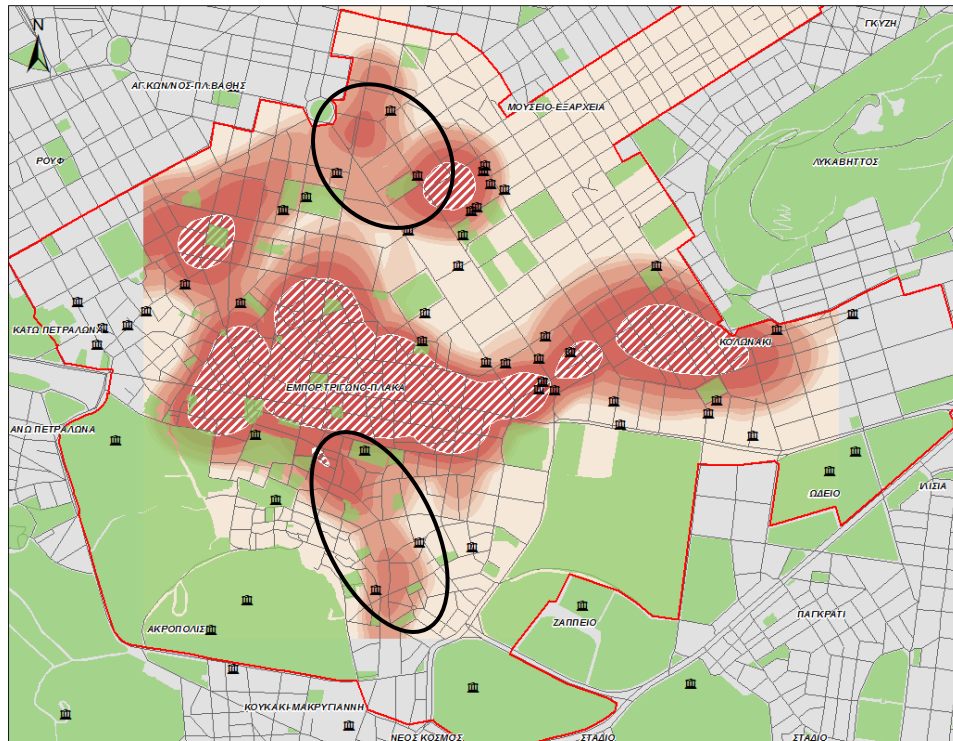 N
ΓΚΥΖΗ
ΑΓ.ΚΩΝ/ΝΟΣ-ΠΛ.ΒΑΘΗΣ
ΜΟΥΣΕΙΟ-ΕΞΑΡΧΕΙΑ
ΡΟΥΦ
ΛΥΚΑΒΗΤΤΟΣ
ΚΑΤΩ ΠΕΤΡΑΛΩΝΑ
ΚΟΛΩΝΑΚΙ
ΕΜΠΟΡ.ΤΡΙΓΩΝΟ-ΠΛΑΚΑ
ΑΝΩ ΠΕΤΡΑΛΩΝΑ
ΩΔΕΙΟ
ΙΛΙΣΙΑ
ΠΑΓΚΡΑΤΙ
ΖΑΠΠΕΙΟ
ΑΚΡΟΠΟΛΙΣ
ΚΟΥΚΑΚΙ-ΜΑΚΡΥΓΙΑΝΝΗ
ΝΕΟΣ ΚΟΣΜΟΣ
ΣΤΑΔΙΟ
ΣΤΑΔΙΟ